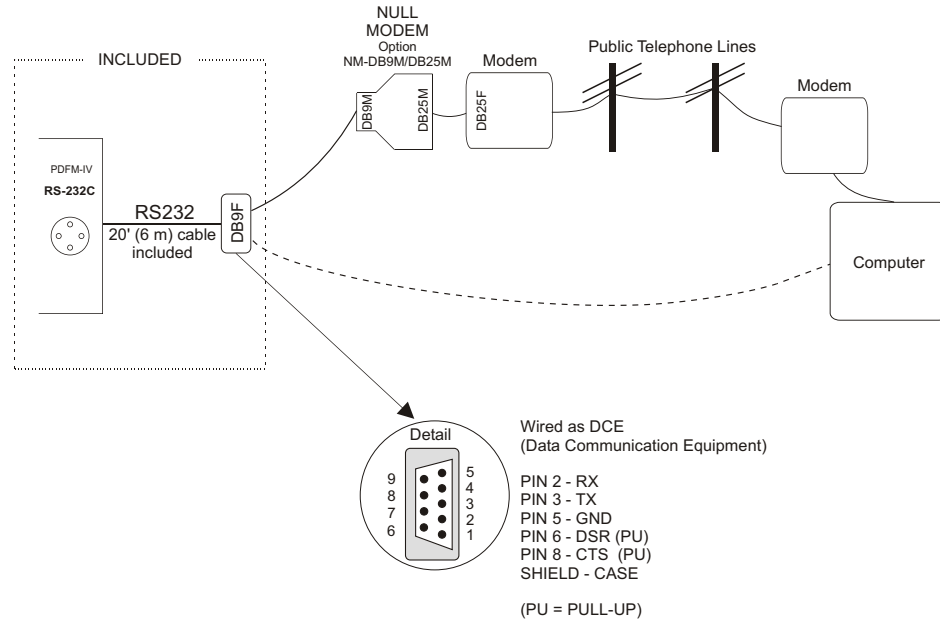 INCLUDED
PDFM-IV
RS-232C
RS232
20' (6 m) cable
included
DB9F
NULL
MODEM
Option
NM-DB9M/DB25M
DB9M
DB25M
Modem
DB25F
Public Telephone Lines
Modem
Computer
Detail
9
8
7
6
5
4
3
2
1
Wired as DCE
(Data Communication Equipment)
PIN 2 - RX
PIN 3 - TX
PIN 5 - GND
PIN 6 - DSR (PU)
PIN 8 - CTS (PU)
SHIELD - CASE
(PU = PULL-UP)